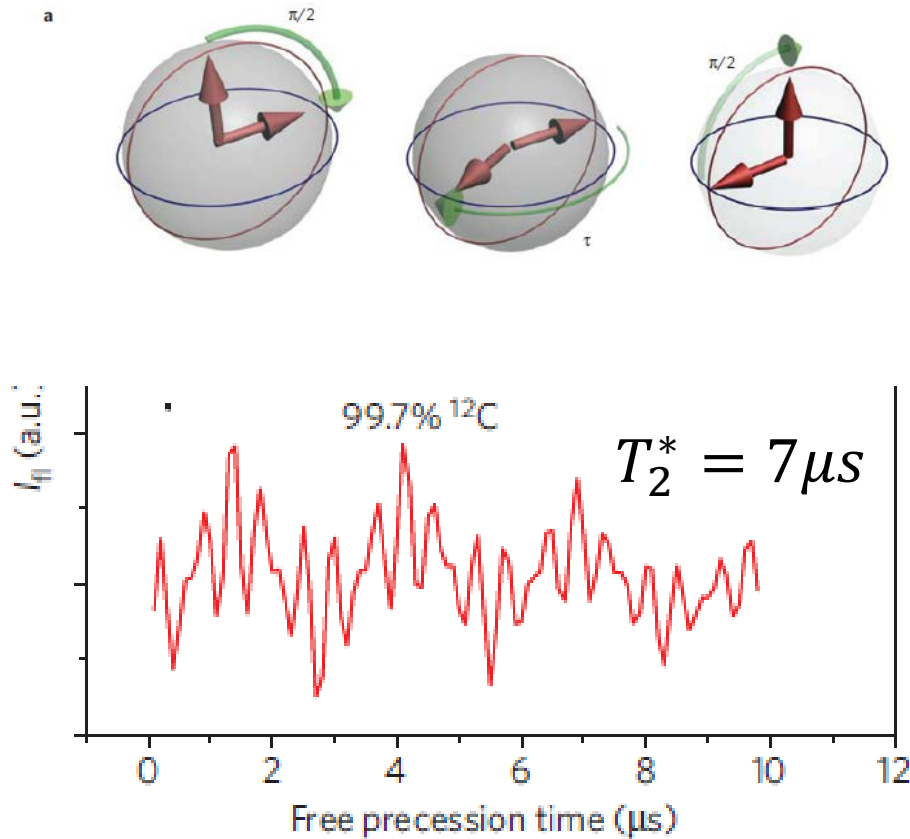 a
π/2
τ
π/2
I_fl (a.u.)
99.7% ¹²C
T₂* = 7μs
0 2 4 6 8 10 12
Free precession time (μs)